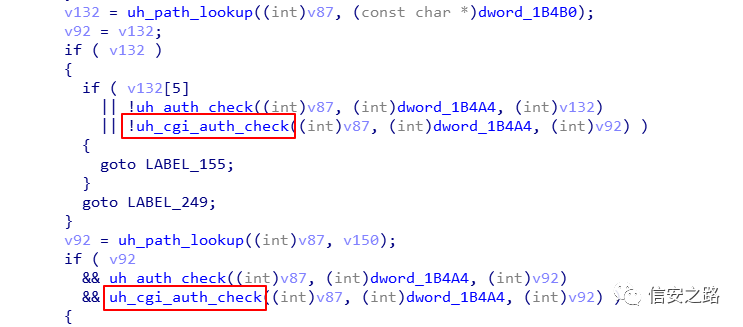 v132 = uh_path_lookup((int)v87, (const char *)dword_1B4B0);
v92 = v132;
if ( v132 )
{
if ( v132[5]
|| !uh_auth_check((int)v87, (int)dword_1B4A4, (int)v132)
|| !uh_cgi_auth_check((int)v87, (int)dword_1B4A4, (int)v92) )
{
goto LABEL_155;
}
goto LABEL_249;
}
v92 = uh_path_lookup((int)v87, v150);
if ( v92
&& uh_auth_check((int)v87, (int)dword_1B4A4, (int)v92)
&& uh_cgi_auth_check((int)v87, (int)dword_1B4A4, (int)v92) )
信安之路
{